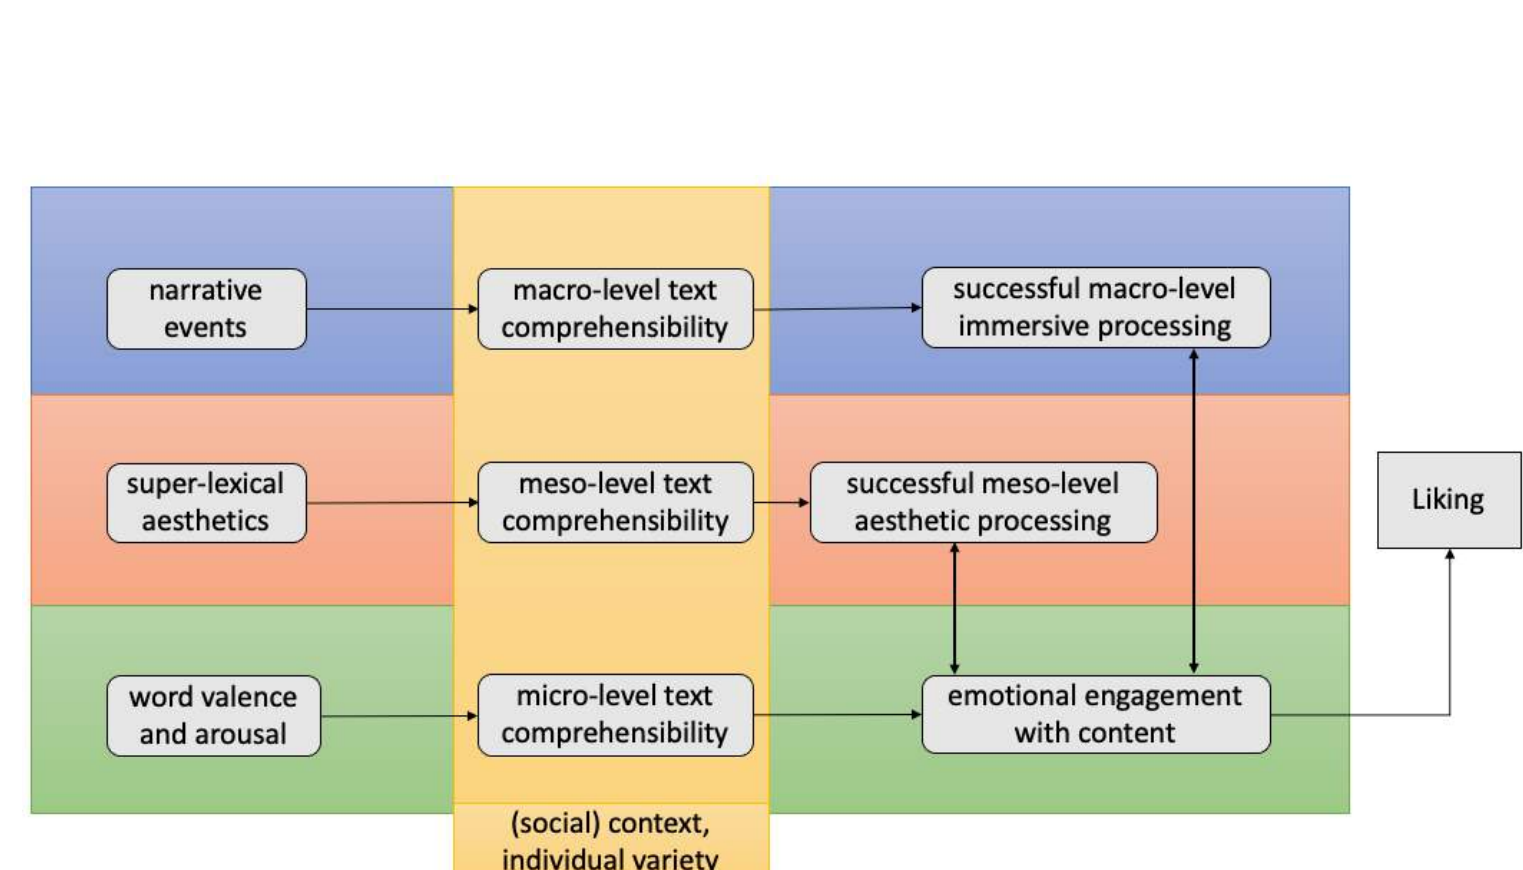 narrative
events
macro-level text
comprehensibility
successful macro-level
immersive processing
super-lexical
aesthetics
meso-level text
comprehensibility
successful meso-level
aesthetic processing
Liking
word valence
and arousal
micro-level text
comprehensibility
emotional engagement
with content
(social) context,
individual variety